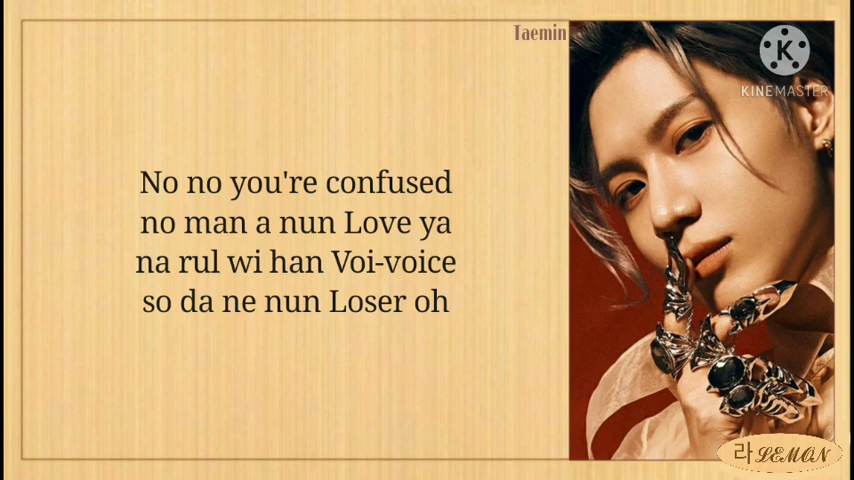 Taemin
K
KINEMASTER
No no you're confused
no man a nun Love ya
na rul wi han Voi-voice
so da ne nun Loser oh
라 LEMON